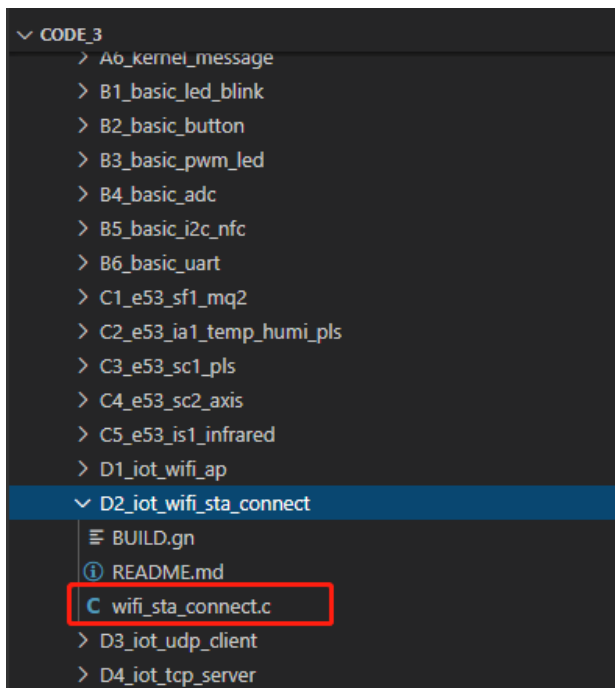 CODE_3
A6_kernel_message
B1_basic_led_blink
B2_basic_button
B3_basic_pwm_led
B4_basic_adc
B5_basic_i2c_nfc
B6_basic_uart
C1_e53_sf1_mq2
C2_e53_ia1_temp_humi_pls
C3_e53_sc1_pls
C4_e53_sc2_axis
C5_e53_is1_infrared
D1_iot_wifi_ap
D2_iot_wifi_sta_connect
BUILD.gn
README.md
C wifi_sta_connect.c
D3_iot_udp_client
D4_iot_tcp_server